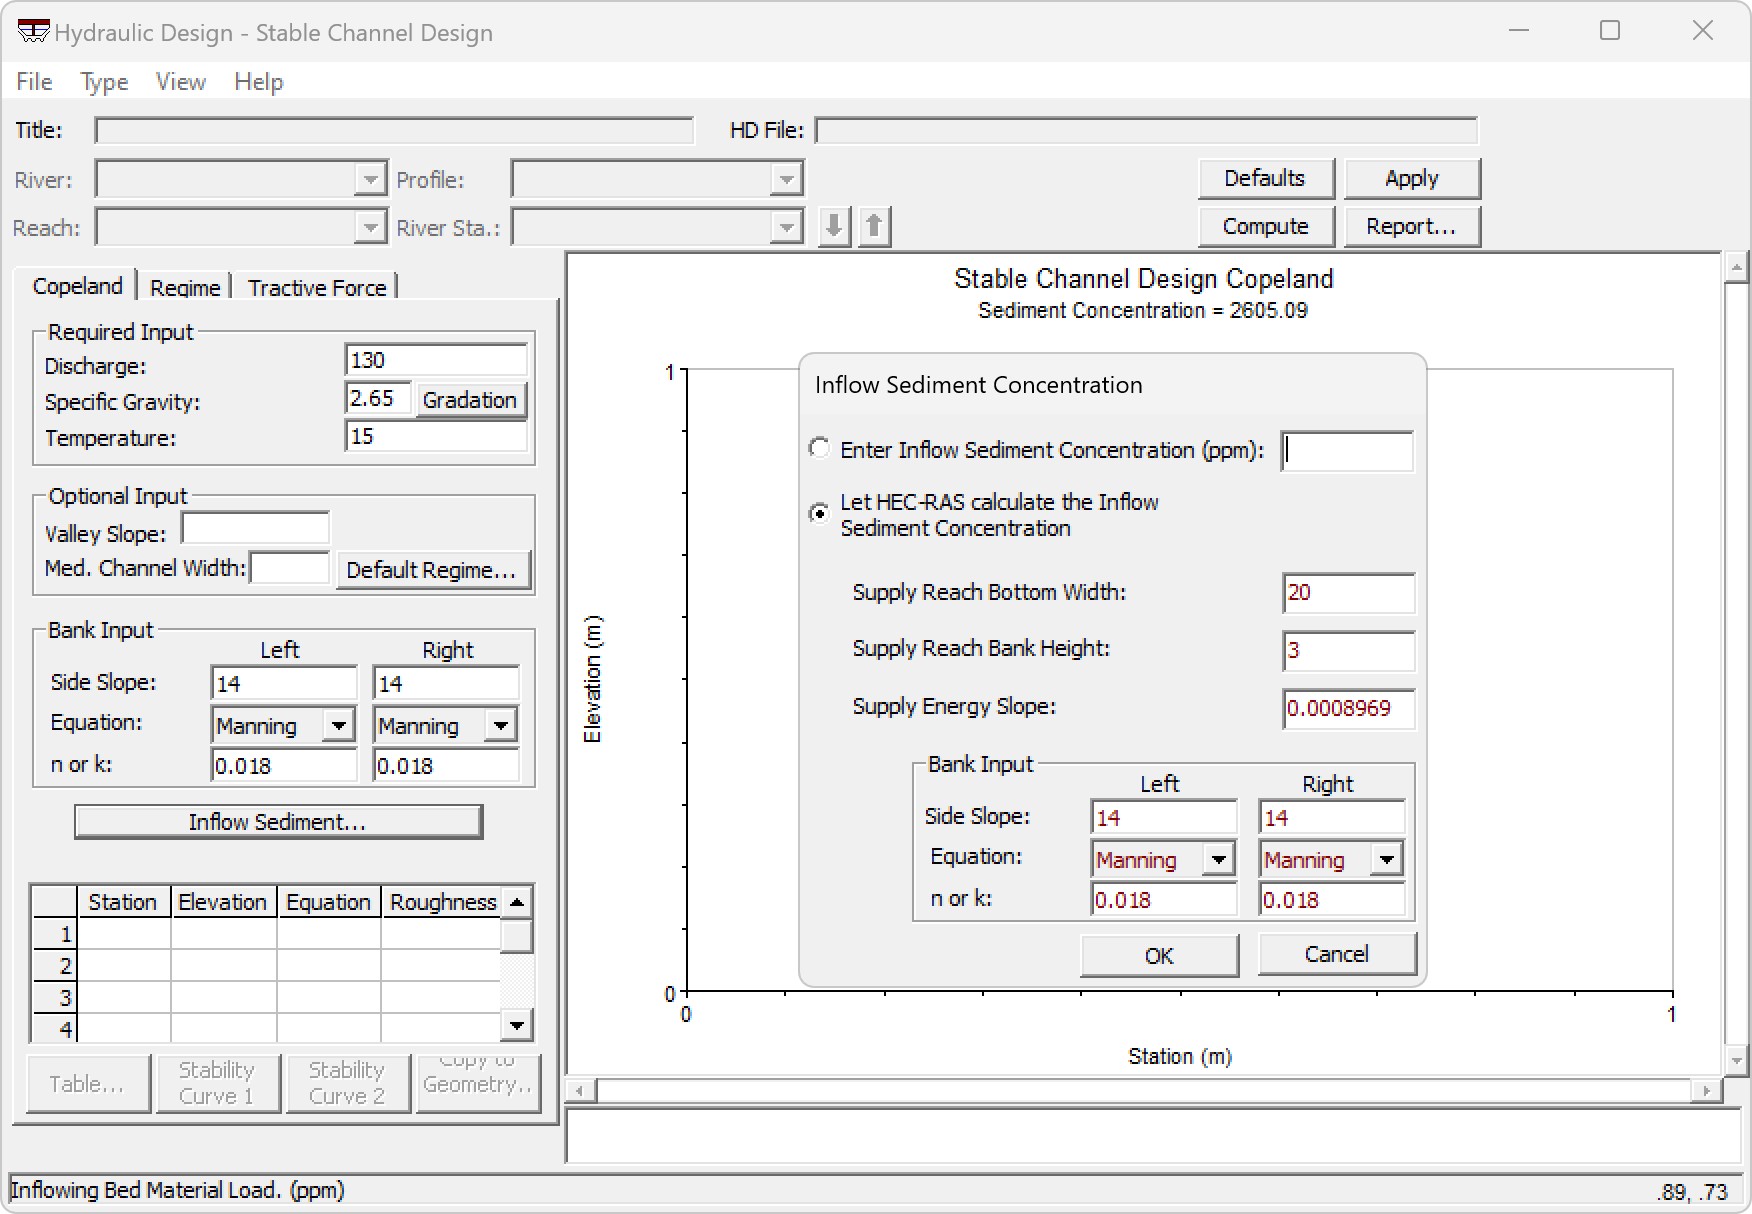 Hydraulic Design - Stable Channel Design
File Type View Help
Title: HD File:
River: Profile: Defaults Apply
Reach: River Sta.: Compute Report...
Copeland Regime Tractive Force
Required Input
Discharge: 130
Specific Gravity: 2.65 Gradation
Temperature: 15
Optional Input
Valley Slope:
Med. Channel Width: Default Regime...
Bank Input
Left Right
Side Slope: 14 14
Equation: Manning Manning
n or k: 0.018 0.018
Inflow Sediment...
Station Elevation Equation Roughness
1
2
3
4
Table... Stability Curve 1 Stability Curve 2 Copy to Geometry..
Stable Channel Design Copeland
Sediment Concentration = 2605.09
1
Elevation (m)
0
0 1
Station (m)
Inflow Sediment Concentration
Enter Inflow Sediment Concentration (ppm):
Let HEC-RAS calculate the Inflow
Sediment Concentration
Supply Reach Bottom Width: 20
Supply Reach Bank Height: 3
Supply Energy Slope: 0.0008969
Bank Input
Left Right
Side Slope: 14 14
Equation: Manning Manning
n or k: 0.018 0.018
OK Cancel
Inflowing Bed Material Load. (ppm) .89, .73